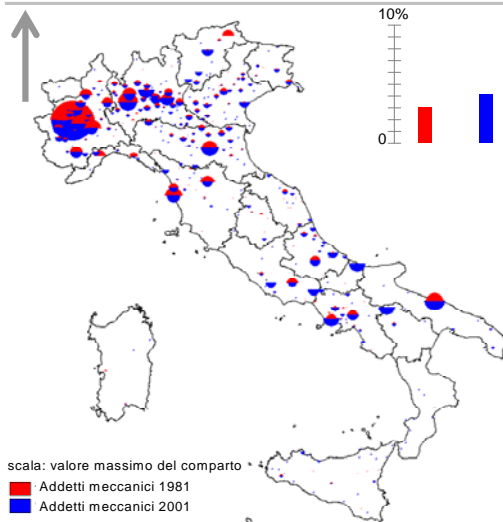 10%
0
scala: valore massimo del comparto
Addetti meccanici 1981
Addetti meccanici 2001